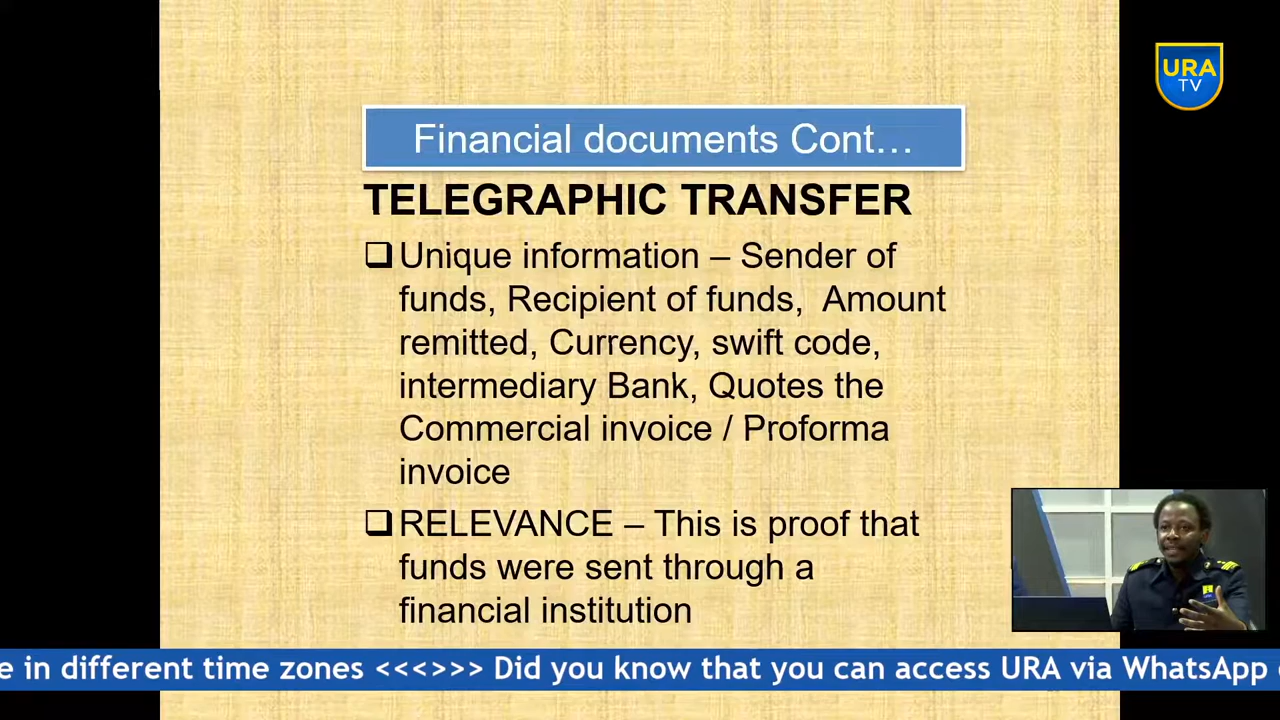 URA
TV
Financial documents Cont…
TELEGRAPHIC TRANSFER
❑Unique information – Sender of
funds, Recipient of funds,  Amount
remitted, Currency, swift code,
intermediary Bank, Quotes the
Commercial invoice / Proforma
invoice
❑RELEVANCE – This is proof that
funds were sent through a
financial institution
e in different time zones <<<>>> Did you know that you can access URA via WhatsApp